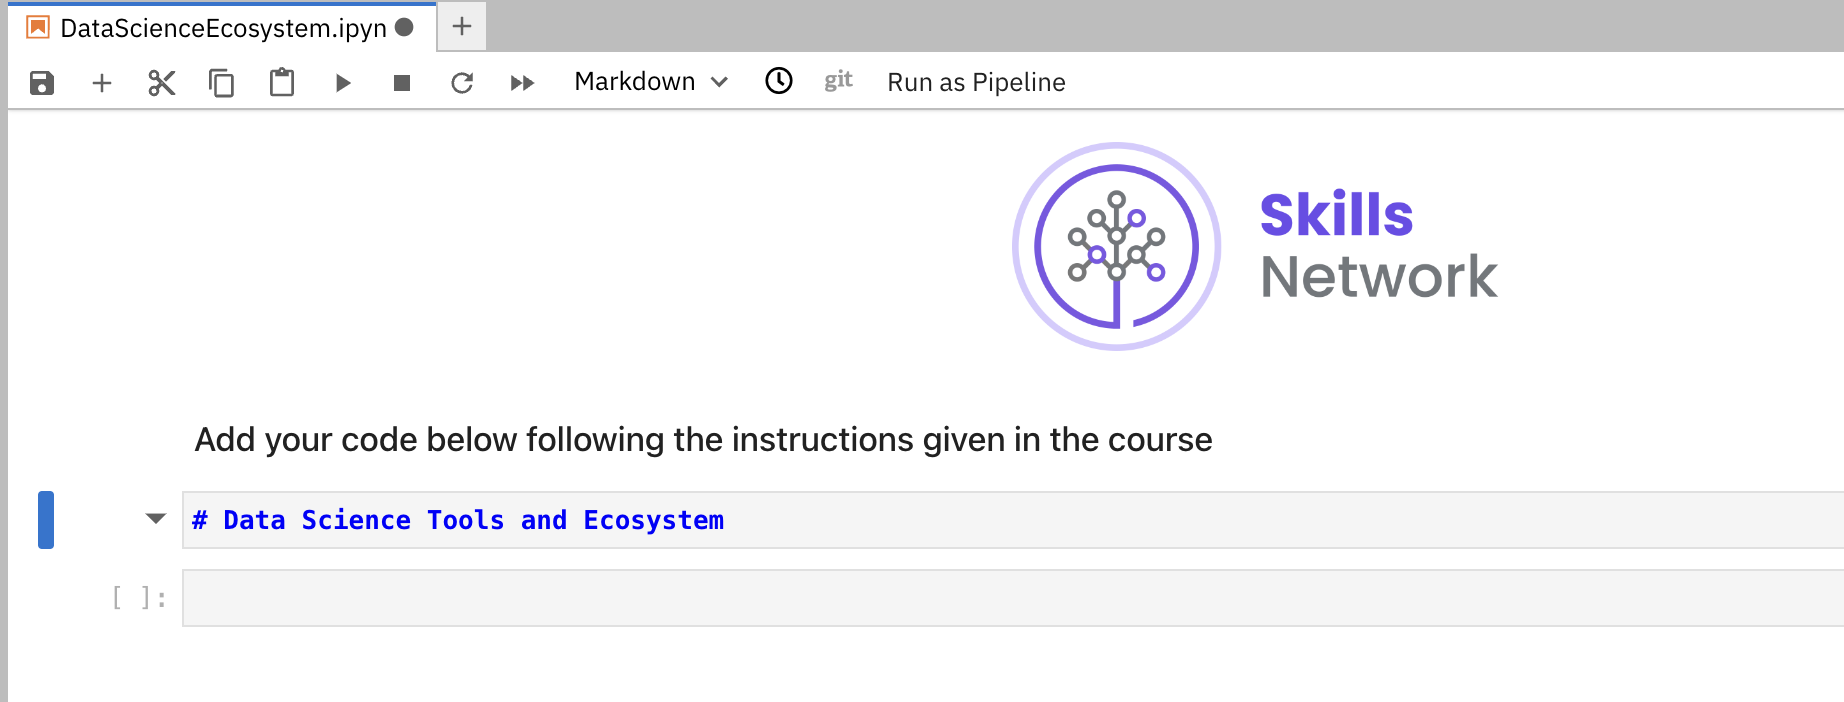 DataScienceEcosystem.ipyn
Markdown git Run as Pipeline
Skills
Network
Add your code below following the instructions given in the course
# Data Science Tools and Ecosystem
[ ]: